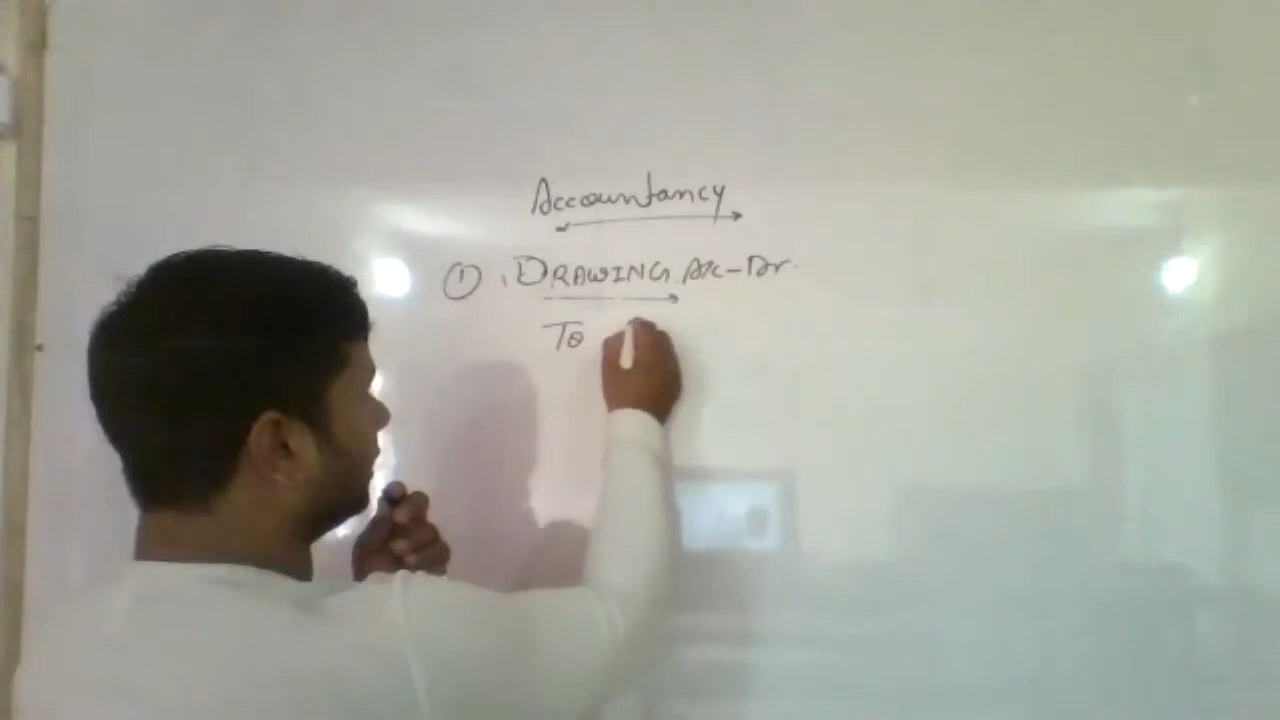 Accountancy
① DRAWING A/c - Dr.
To